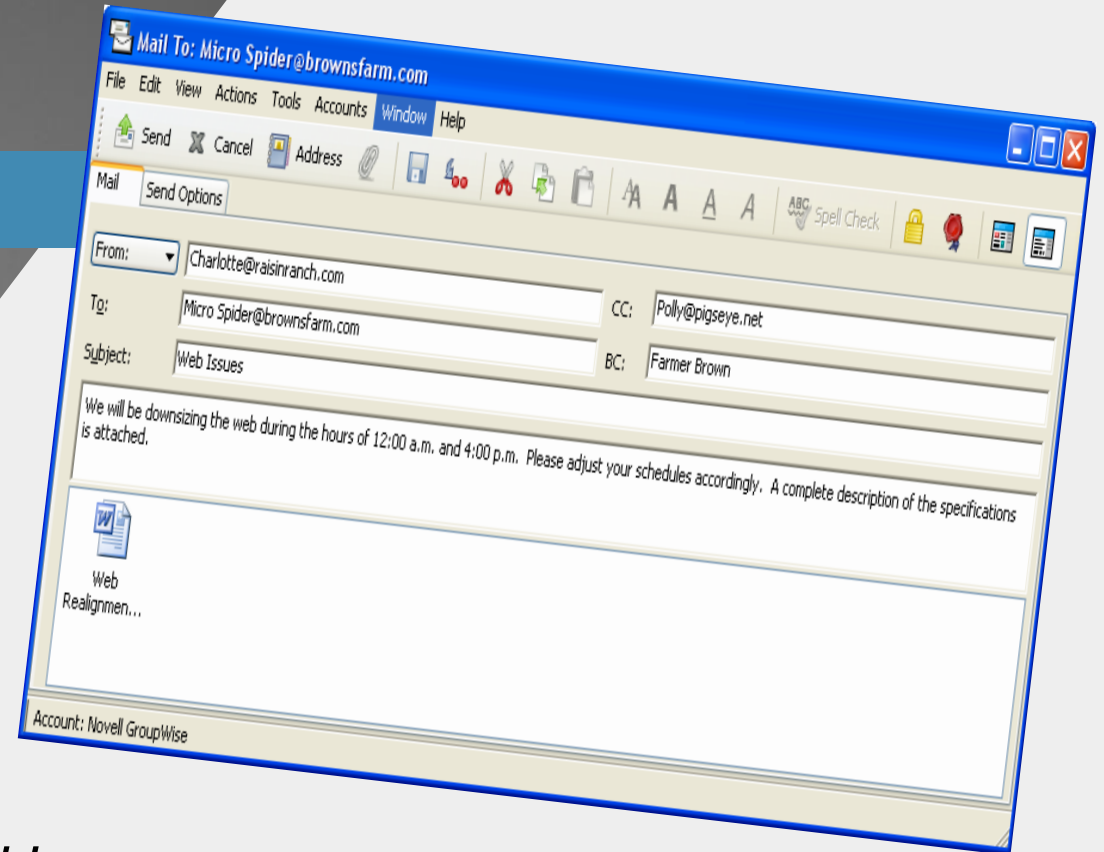 Mail To: Micro Spider@brownsfarm.com
File Edit View Actions Tools Accounts Window Help
Send Cancel Address ABC Spell Check
Mail Send Options
From: Charlotte@raisinranch.com CC: Polly@pigseye.net
To: Micro Spider@brownsfarm.com BC: Farmer Brown
Subject: Web Issues
We will be downsizing the web during the hours of 12:00 a.m. and 4:00 p.m. Please adjust your schedules accordingly. A complete description of the specifications
is attached.
Web
Realignmen...
Account: Novell GroupWise